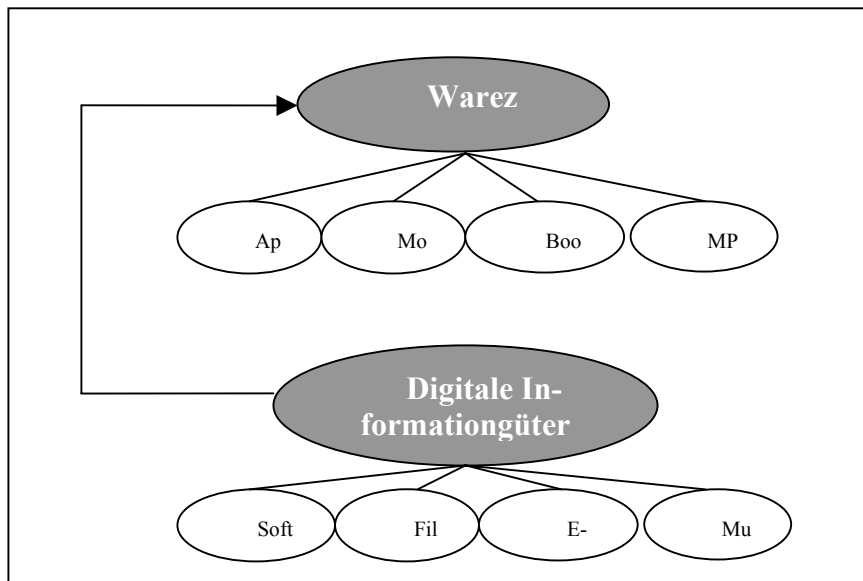 Warez
Ap Mo Boo MP
Digitale In-
formationgüter
Soft Fil E- Mu